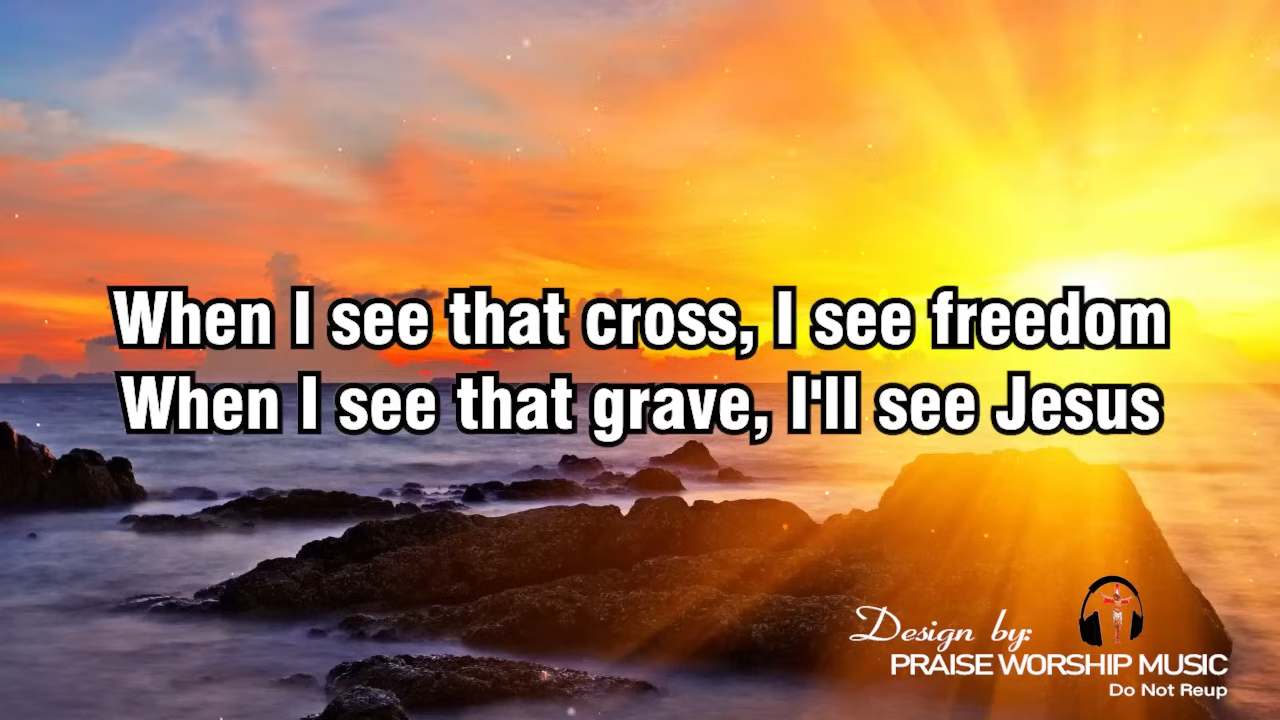 When I see that cross, I see freedom
When I see that grave, I'll see Jesus
Design by:
PRAISE WORSHIP MUSIC
Do Not Reup